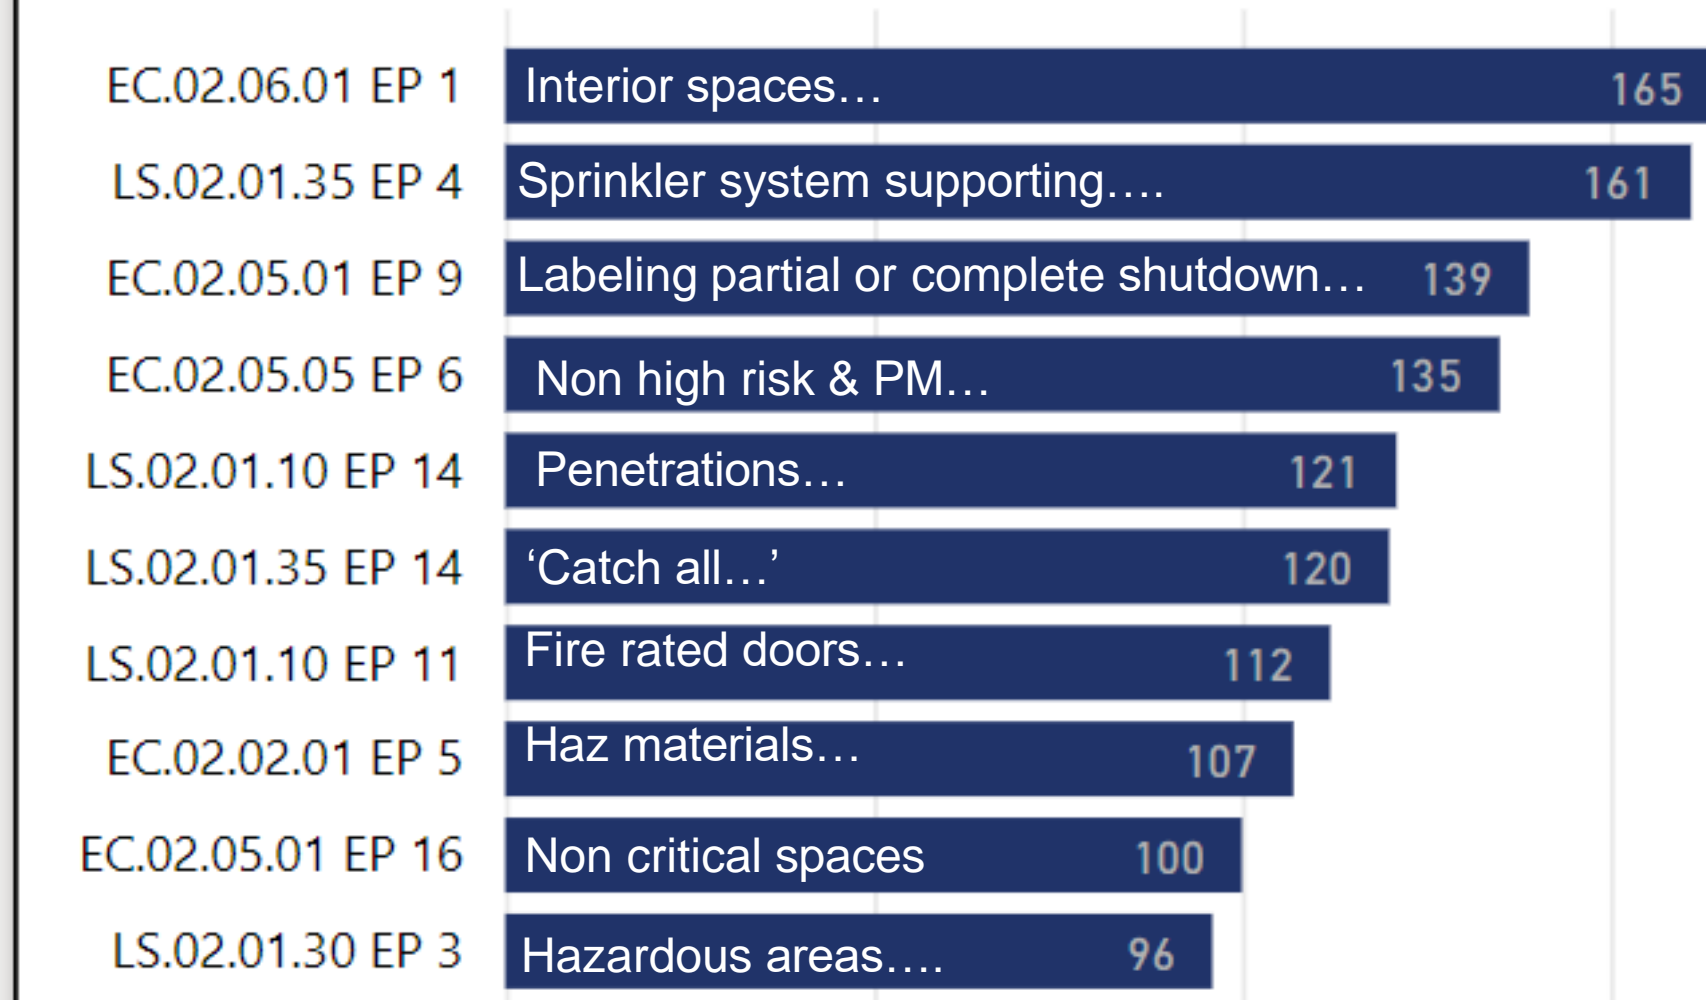 EC.02.06.01 EP 1 Interior spaces… 165
LS.02.01.35 EP 4 Sprinkler system supporting…. 161
EC.02.05.01 EP 9 Labeling partial or complete shutdown… 139
EC.02.05.05 EP 6 Non high risk & PM… 135
LS.02.01.10 EP 14 Penetrations… 121
LS.02.01.35 EP 14 ‘Catch all…’ 120
LS.02.01.10 EP 11 Fire rated doors… 112
EC.02.02.01 EP 5 Haz materials… 107
EC.02.05.01 EP 16 Non critical spaces 100
LS.02.01.30 EP 3 Hazardous areas…. 96